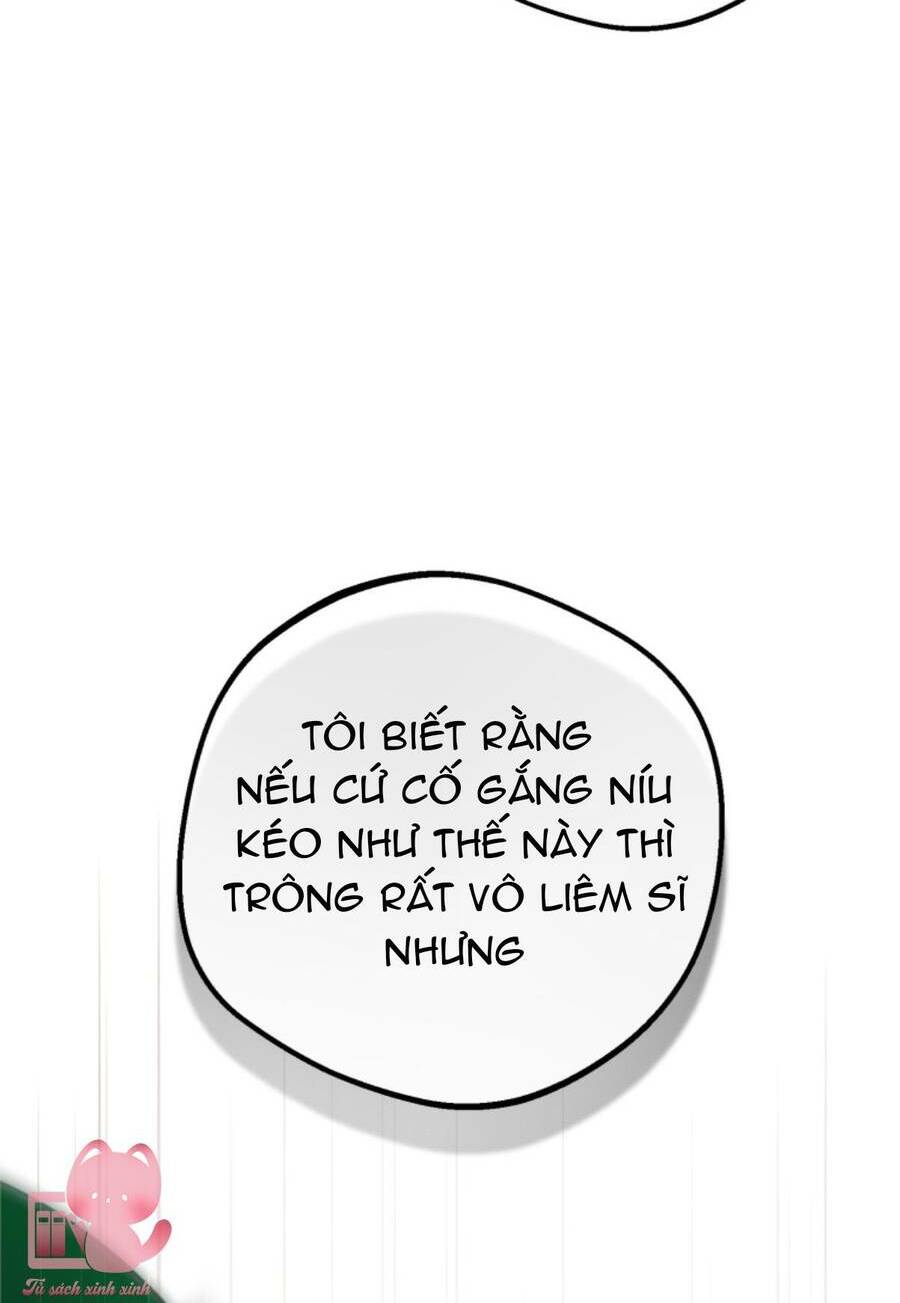 TÔI BIẾT RẰNG
NẾU CỨ CỐ GẮNG NÍU
KÉO NHƯ THẾ NÀY THÌ
TRÔNG RẤT VÔ LIÊM SĨ
NHƯNG
Tủ sách xinh xinh